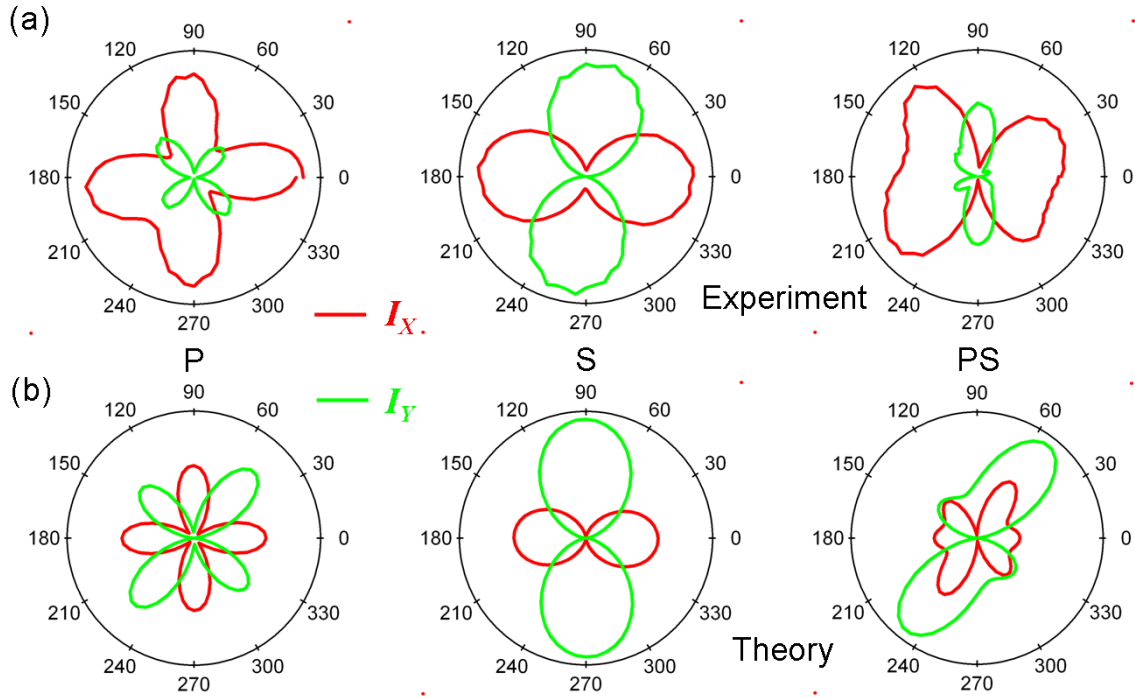 (a)
90 90 90
120 60 120 60 120 60
150 30 150 30 150 30
180 0 180 0 180 0
210 330 210 330 210 330
240 300 240 300 240 300
270 270 270
Experiment
I_X
P S PS
(b)
I_Y
90 90 90
120 60 120 60 120 60
150 30 150 30 150 30
180 0 180 0 180 0
210 330 210 330 210 330
240 300 240 300 240 300
270 270 270
Theory